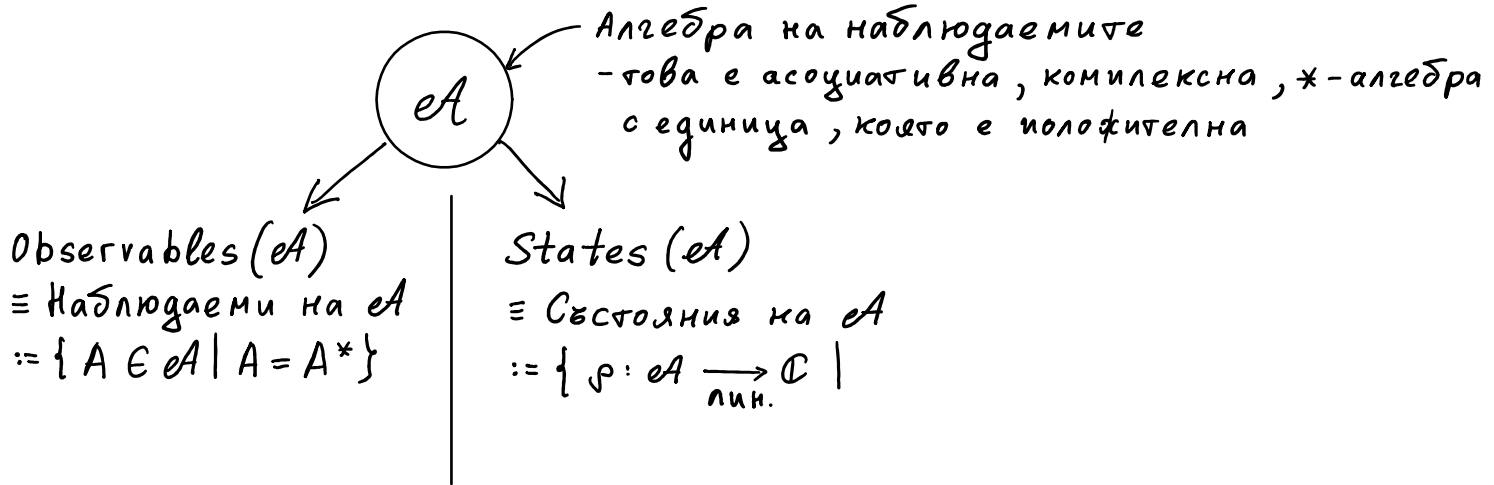 Алгебра на наблюдаемите
- това е асоциативна, комплексна, *-алгебра
с единица, която е положителна
𝒜
Observables(𝒜)
≡ Наблюдаеми на 𝒜
:= { A ∈ 𝒜 | A = A* }
States(𝒜)
≡ Състояния на 𝒜
:= { ρ: 𝒜 ⟶ ℂ |
лин.